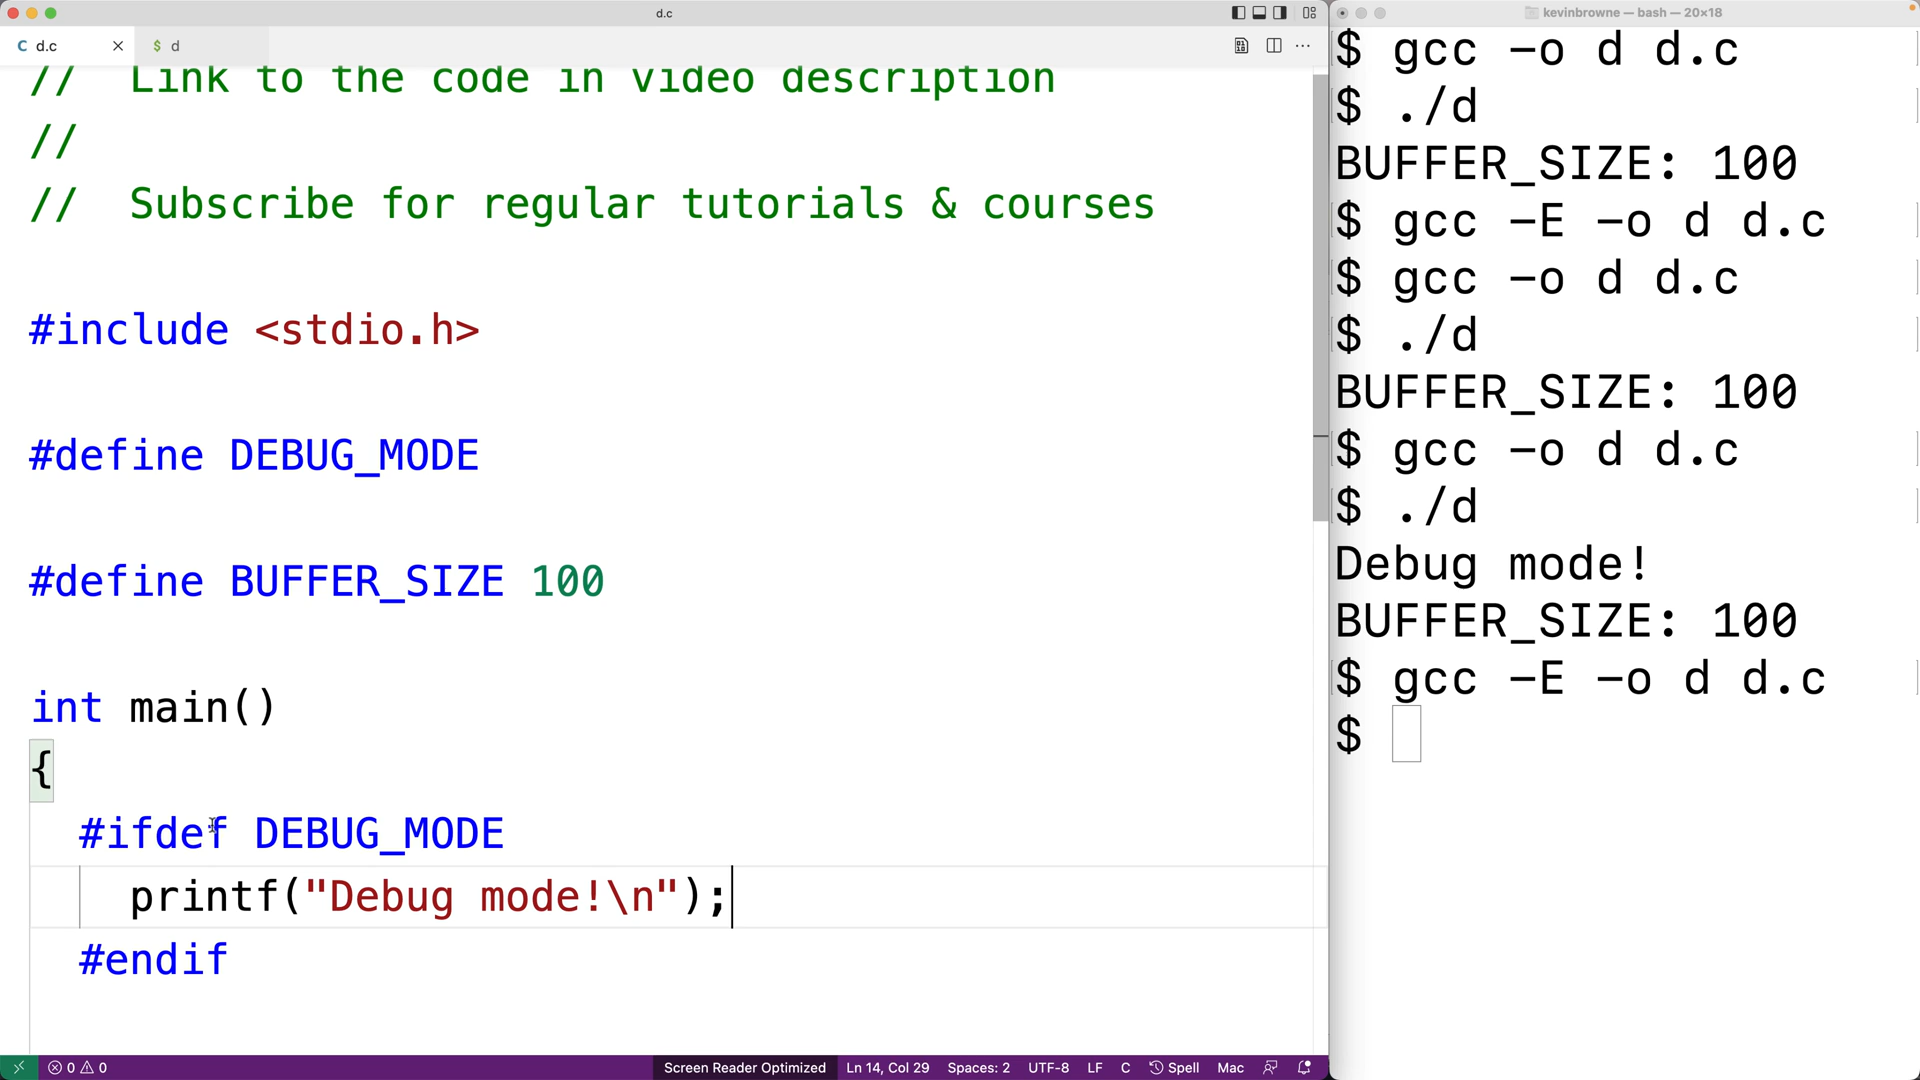 d.c
C d.c
$ d
// Link to the code in video description
//
// Subscribe for regular tutorials & courses
#include <stdio.h>
#define DEBUG_MODE
#define BUFFER_SIZE 100
int main()
{
#ifdef DEBUG_MODE
printf("Debug mode!\n");
#endif
0 0
Screen Reader Optimized
Ln 14, Col 29
Spaces: 2
UTF-8
LF
C
Spell
Mac
kevinbrowne — bash — 20×18
$ gcc -o d d.c
$ ./d
BUFFER_SIZE: 100
$ gcc -E -o d d.c
$ gcc -o d d.c
$ ./d
BUFFER_SIZE: 100
$ gcc -o d d.c
$ ./d
Debug mode!
BUFFER_SIZE: 100
$ gcc -E -o d d.c
$